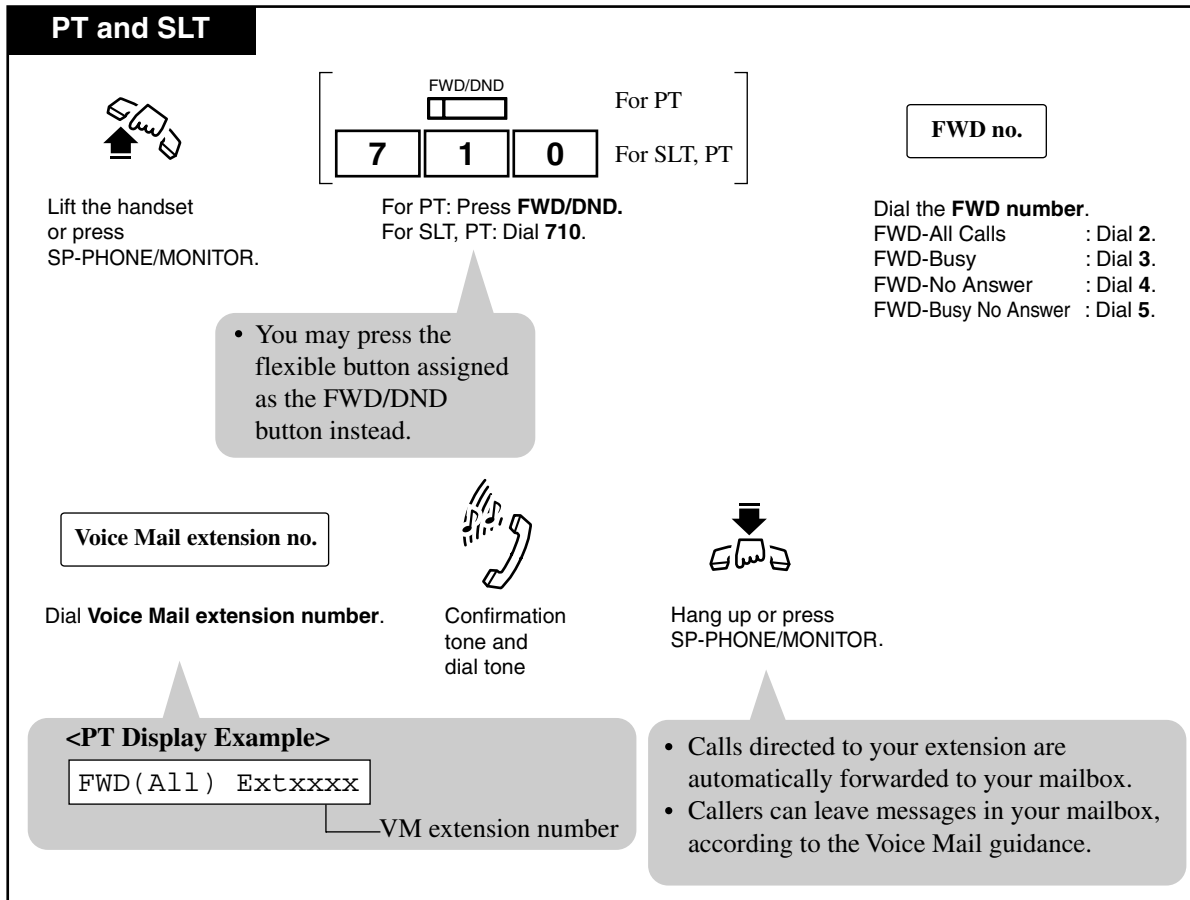 PT and SLT
FWD/DND
For PT
7 1 0
For SLT, PT
FWD no.
Lift the handset
or press
SP-PHONE/MONITOR.
For PT: Press FWD/DND.
For SLT, PT: Dial 710.
Dial the FWD number.
FWD-All Calls : Dial 2.
FWD-Busy : Dial 3.
FWD-No Answer : Dial 4.
FWD-Busy No Answer : Dial 5.
• You may press the
flexible button assigned
as the FWD/DND
button instead.
Voice Mail extension no.
Dial Voice Mail extension number.
Confirmation
tone and
dial tone
Hang up or press
SP-PHONE/MONITOR.
<PT Display Example>
FWD(All) Extxxxx
VM extension number
• Calls directed to your extension are
automatically forwarded to your mailbox.
• Callers can leave messages in your mailbox,
according to the Voice Mail guidance.